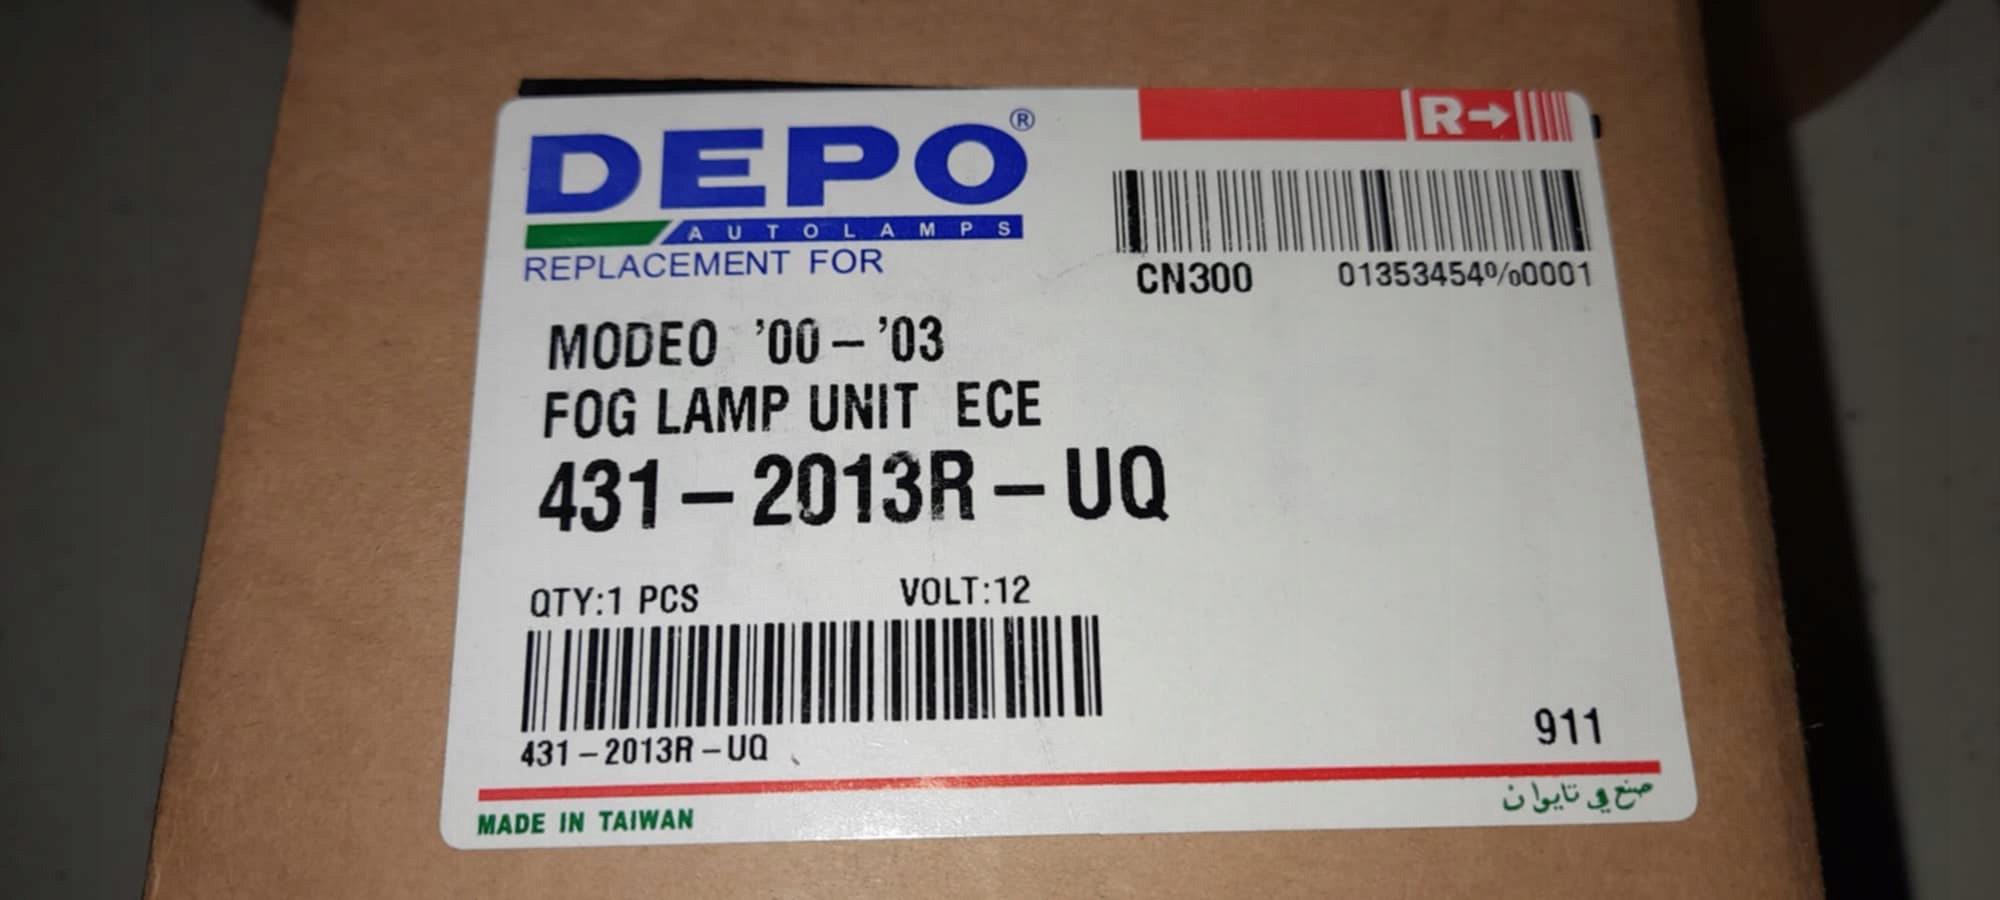 DEPO®
AUTOLAMPS
REPLACEMENT FOR
R→
CN300 01353454%0001
MODEO '00-'03
FOG LAMP UNIT ECE
431-2013R-UQ
QTY:1 PCS VOLT:12
431-2013R-UQ
911
MADE IN TAIWAN
صنع في تايوان